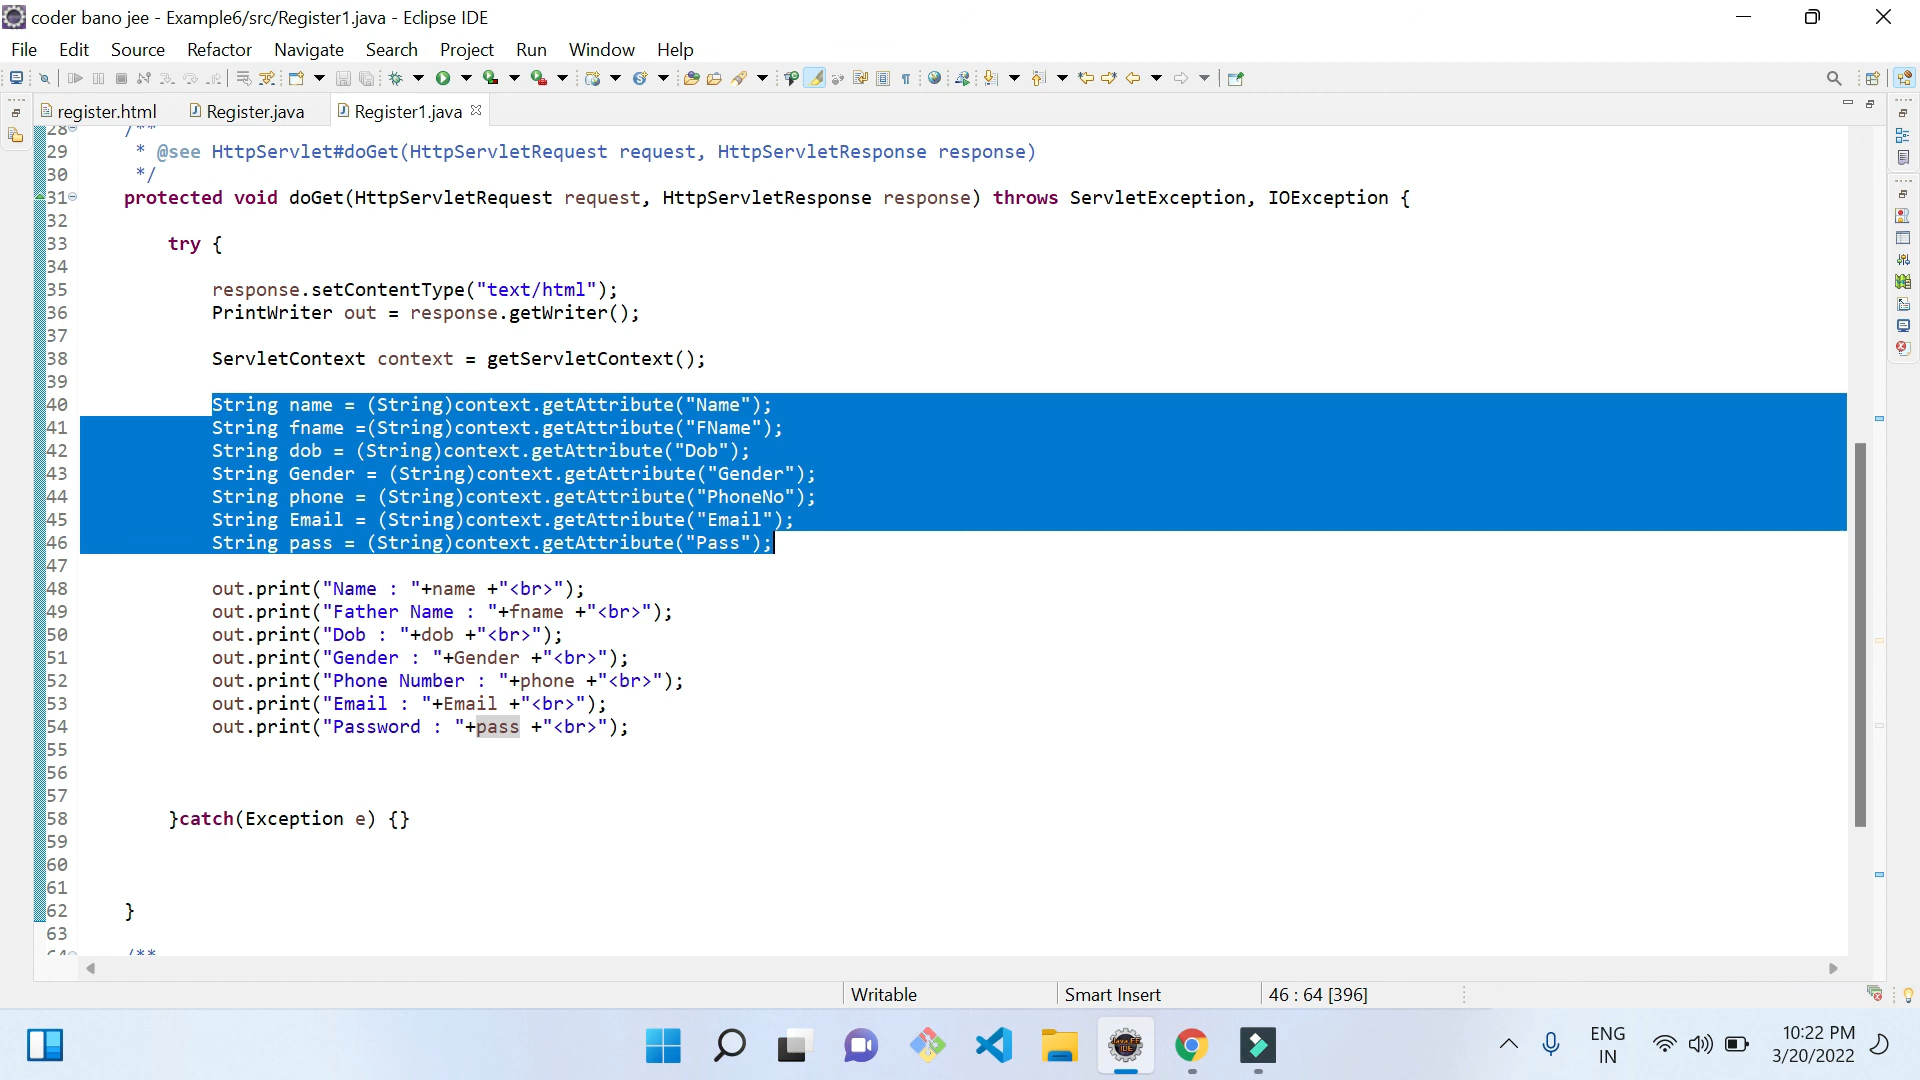 coder bano jee - Example6/src/Register1.java - Eclipse IDE
File Edit Source Refactor Navigate Search Project Run Window Help
register.html Register.java Register1.java
28 /**
29 * @see HttpServlet#doGet(HttpServletRequest request, HttpServletResponse response)
30 */
31 protected void doGet(HttpServletRequest request, HttpServletResponse response) throws ServletException, IOException {
32
33 try {
34
35 response.setContentType("text/html");
36 PrintWriter out = response.getWriter();
37
38 ServletContext context = getServletContext();
39
40 String name = (String)context.getAttribute("Name");
41 String fname =(String)context.getAttribute("FName");
42 String dob = (String)context.getAttribute("Dob");
43 String Gender = (String)context.getAttribute("Gender");
44 String phone = (String)context.getAttribute("PhoneNo");
45 String Email = (String)context.getAttribute("Email");
46 String pass = (String)context.getAttribute("Pass");
47
48 out.print("Name : "+name +"<br>");
49 out.print("Father Name : "+fname +"<br>");
50 out.print("Dob : "+dob +"<br>");
51 out.print("Gender : "+Gender +"<br>");
52 out.print("Phone Number : "+phone +"<br>");
53 out.print("Email : "+Email +"<br>");
54 out.print("Password : "+pass +"<br>");
55
56
57
58 }catch(Exception e) {}
59
60
61
62 }
63
64 /**
Writable Smart Insert 46 : 64 [396]
ENG 10:22 PM
IN 3/20/2022